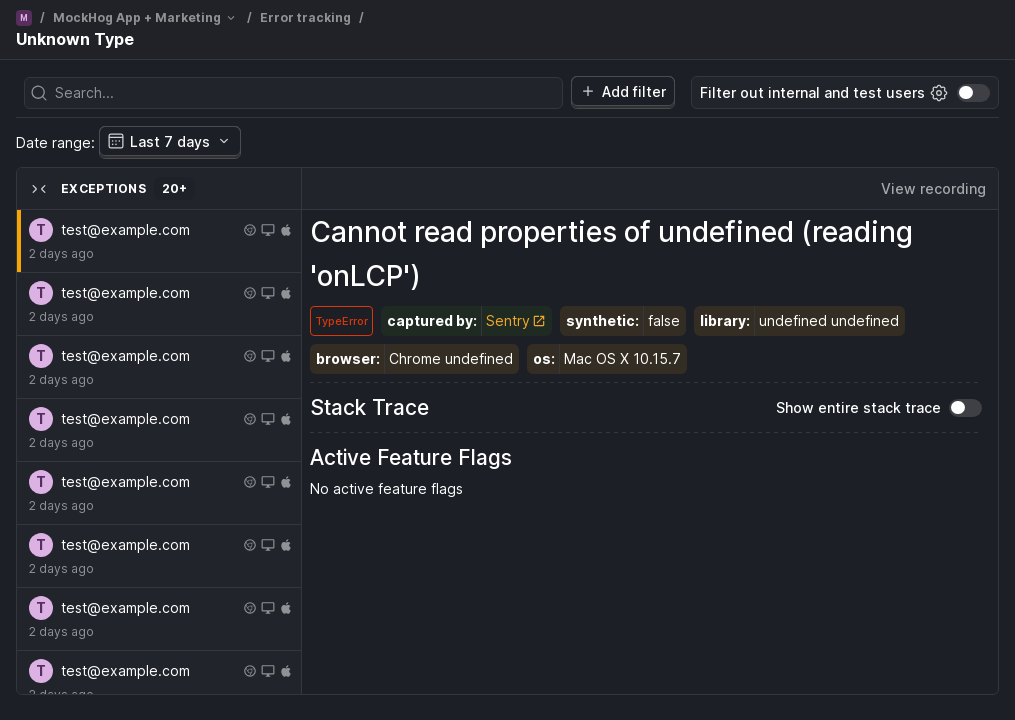 M / MockHog App + Marketing / Error tracking /
Unknown Type
Search...
Add filter
Filter out internal and test users
Date range:
Last 7 days
EXCEPTIONS 20+
View recording
T test@example.com
2 days ago
T test@example.com
2 days ago
T test@example.com
2 days ago
T test@example.com
2 days ago
T test@example.com
2 days ago
T test@example.com
2 days ago
T test@example.com
2 days ago
T test@example.com
2 days ago
Cannot read properties of undefined (reading
'onLCP')
TypeError captured by: Sentry synthetic: false library: undefined undefined
browser: Chrome undefined os: Mac OS X 10.15.7
Stack Trace
Show entire stack trace
Active Feature Flags
No active feature flags